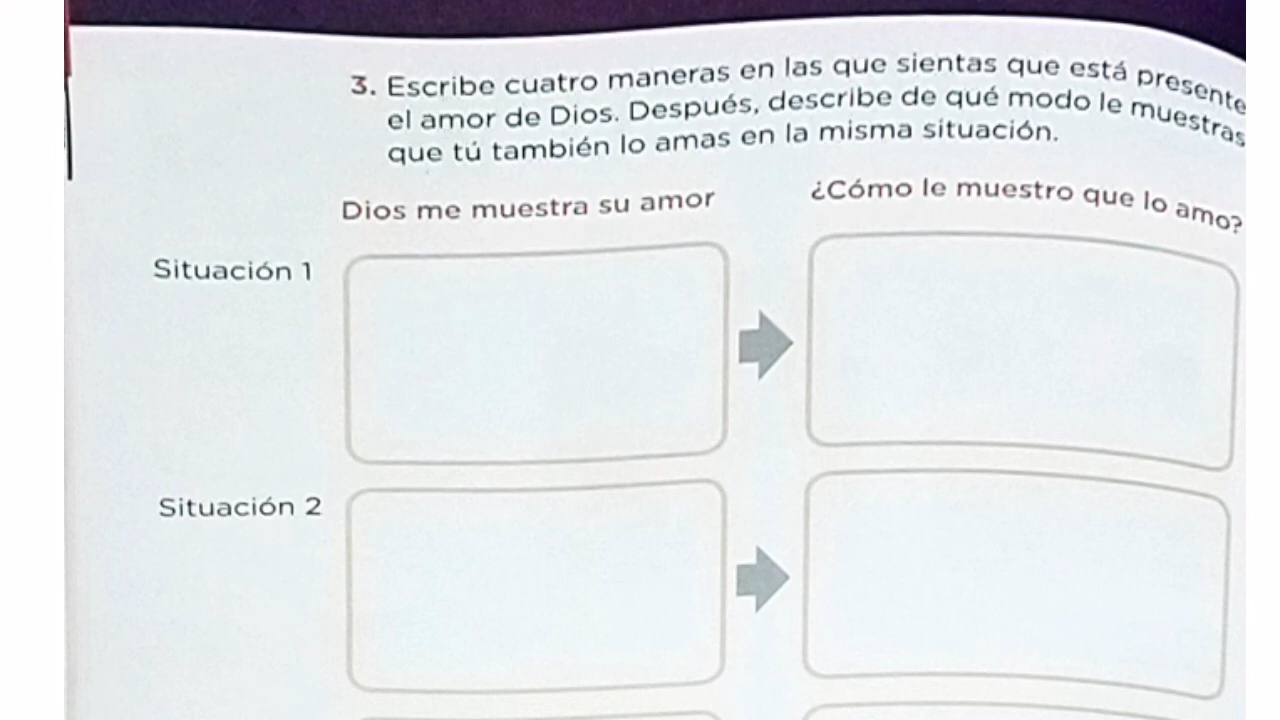 3. Escribe cuatro maneras en las que sientas que está presente
el amor de Dios. Después, describe de qué modo le muestras
que tú también lo amas en la misma situación.
Dios me muestra su amor
¿Cómo le muestro que lo amo?
Situación 1
Situación 2